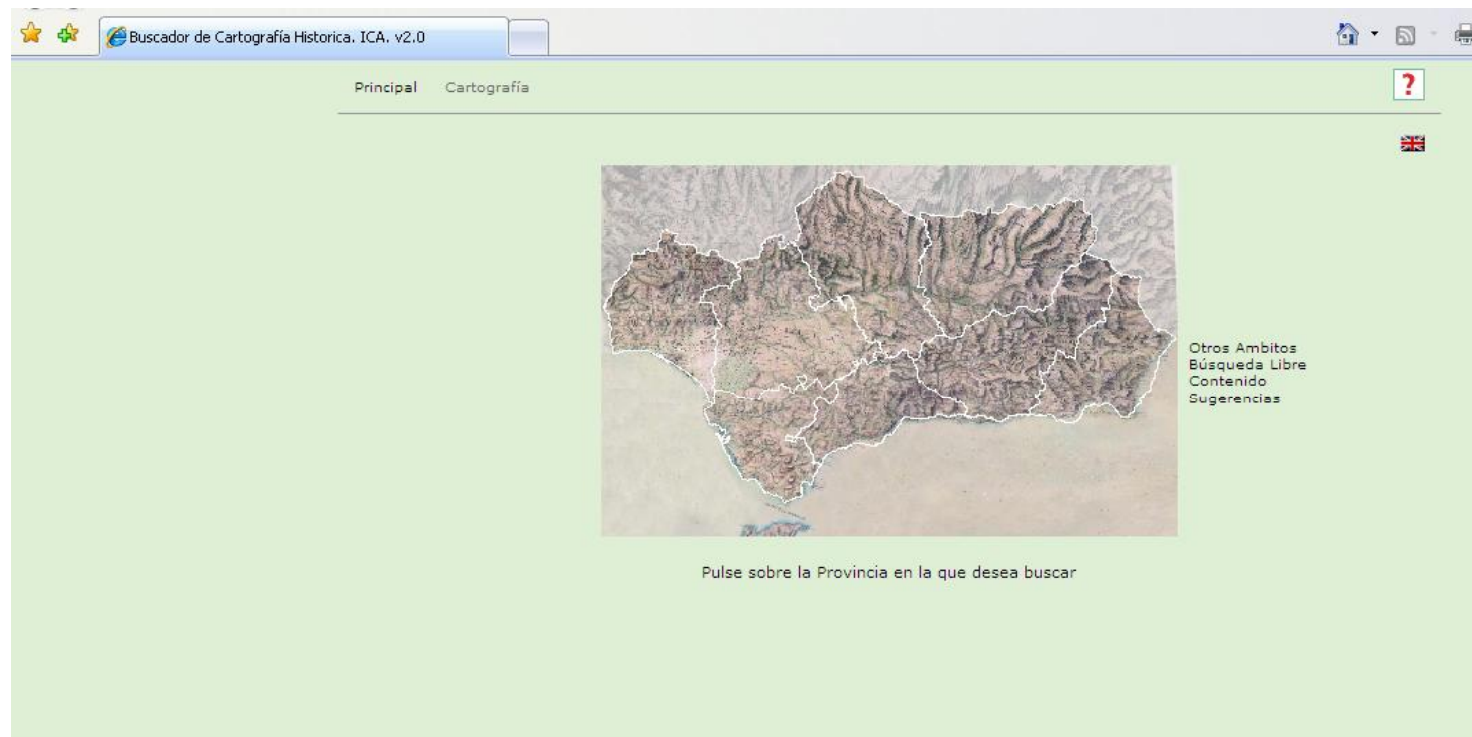 Buscador de Cartografía Historica. ICA. v2.0
Principal Cartografía
?
Otros Ambitos
Búsqueda Libre
Contenido
Sugerencias
Pulse sobre la Provincia en la que desea buscar